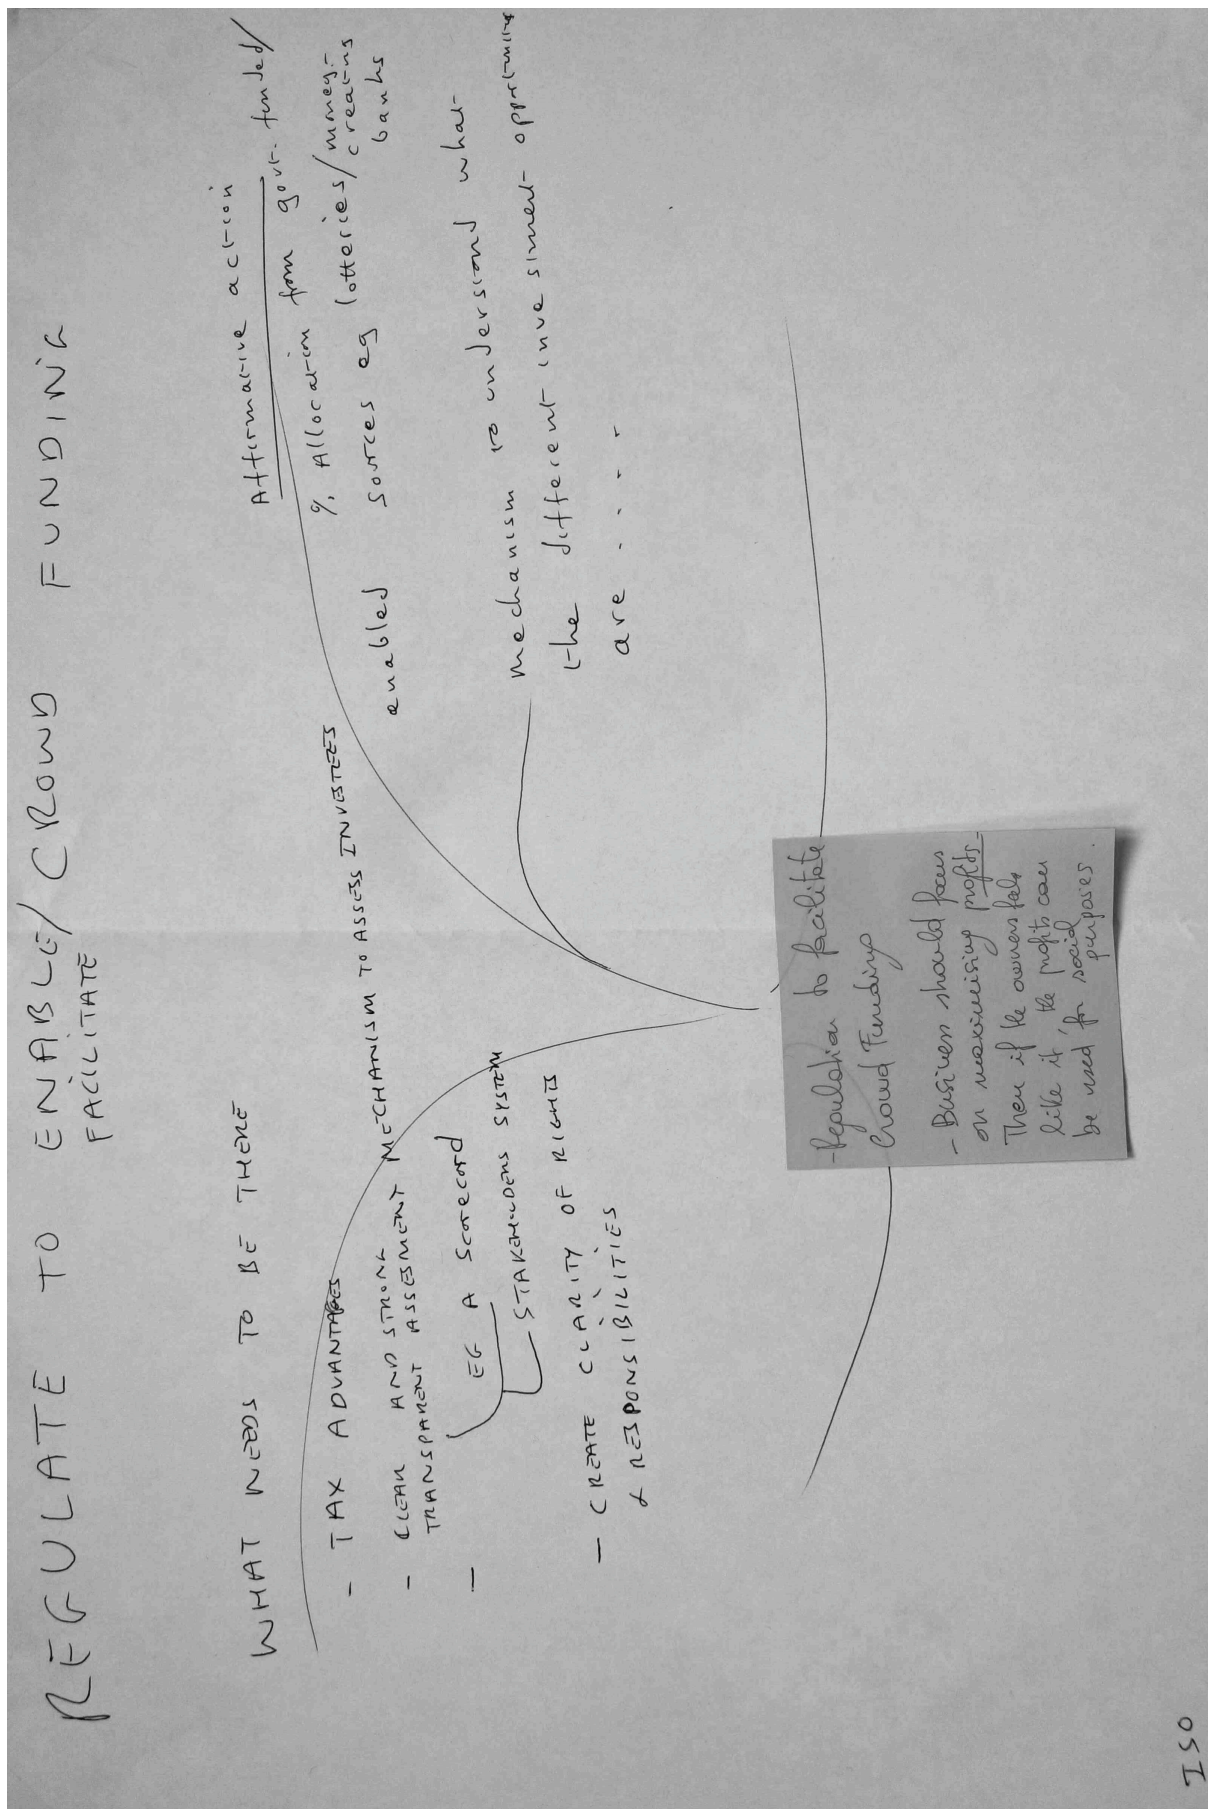 REGULATE TO ENABLE/ CROWD FUNDING
FACILITATE
WHAT NEEDS TO BE THERE
- TAX ADVANTAGES
- CLEAR AND STRONG
TRANSPARENT ASSESMENT MECHANISM TO ASSESS INVESTEES
- EG A Scorecord
STAKEHOLDERS SYSTEM
- CREATE CLARITY OF RIGHTS
& RESPONSIBILITIES
Affirmative action
% Allocation from govt. funded/
enabled sources eg lotteries/money-
creating
banks
mechanism to understand what
the different investment opportunities
are .....
- Regulation to facilitate
Crowd Funding
- Business should focus
on maximising profits.
Then if the owners feel
like it, the profits can
be used for social
purposes.
ISO